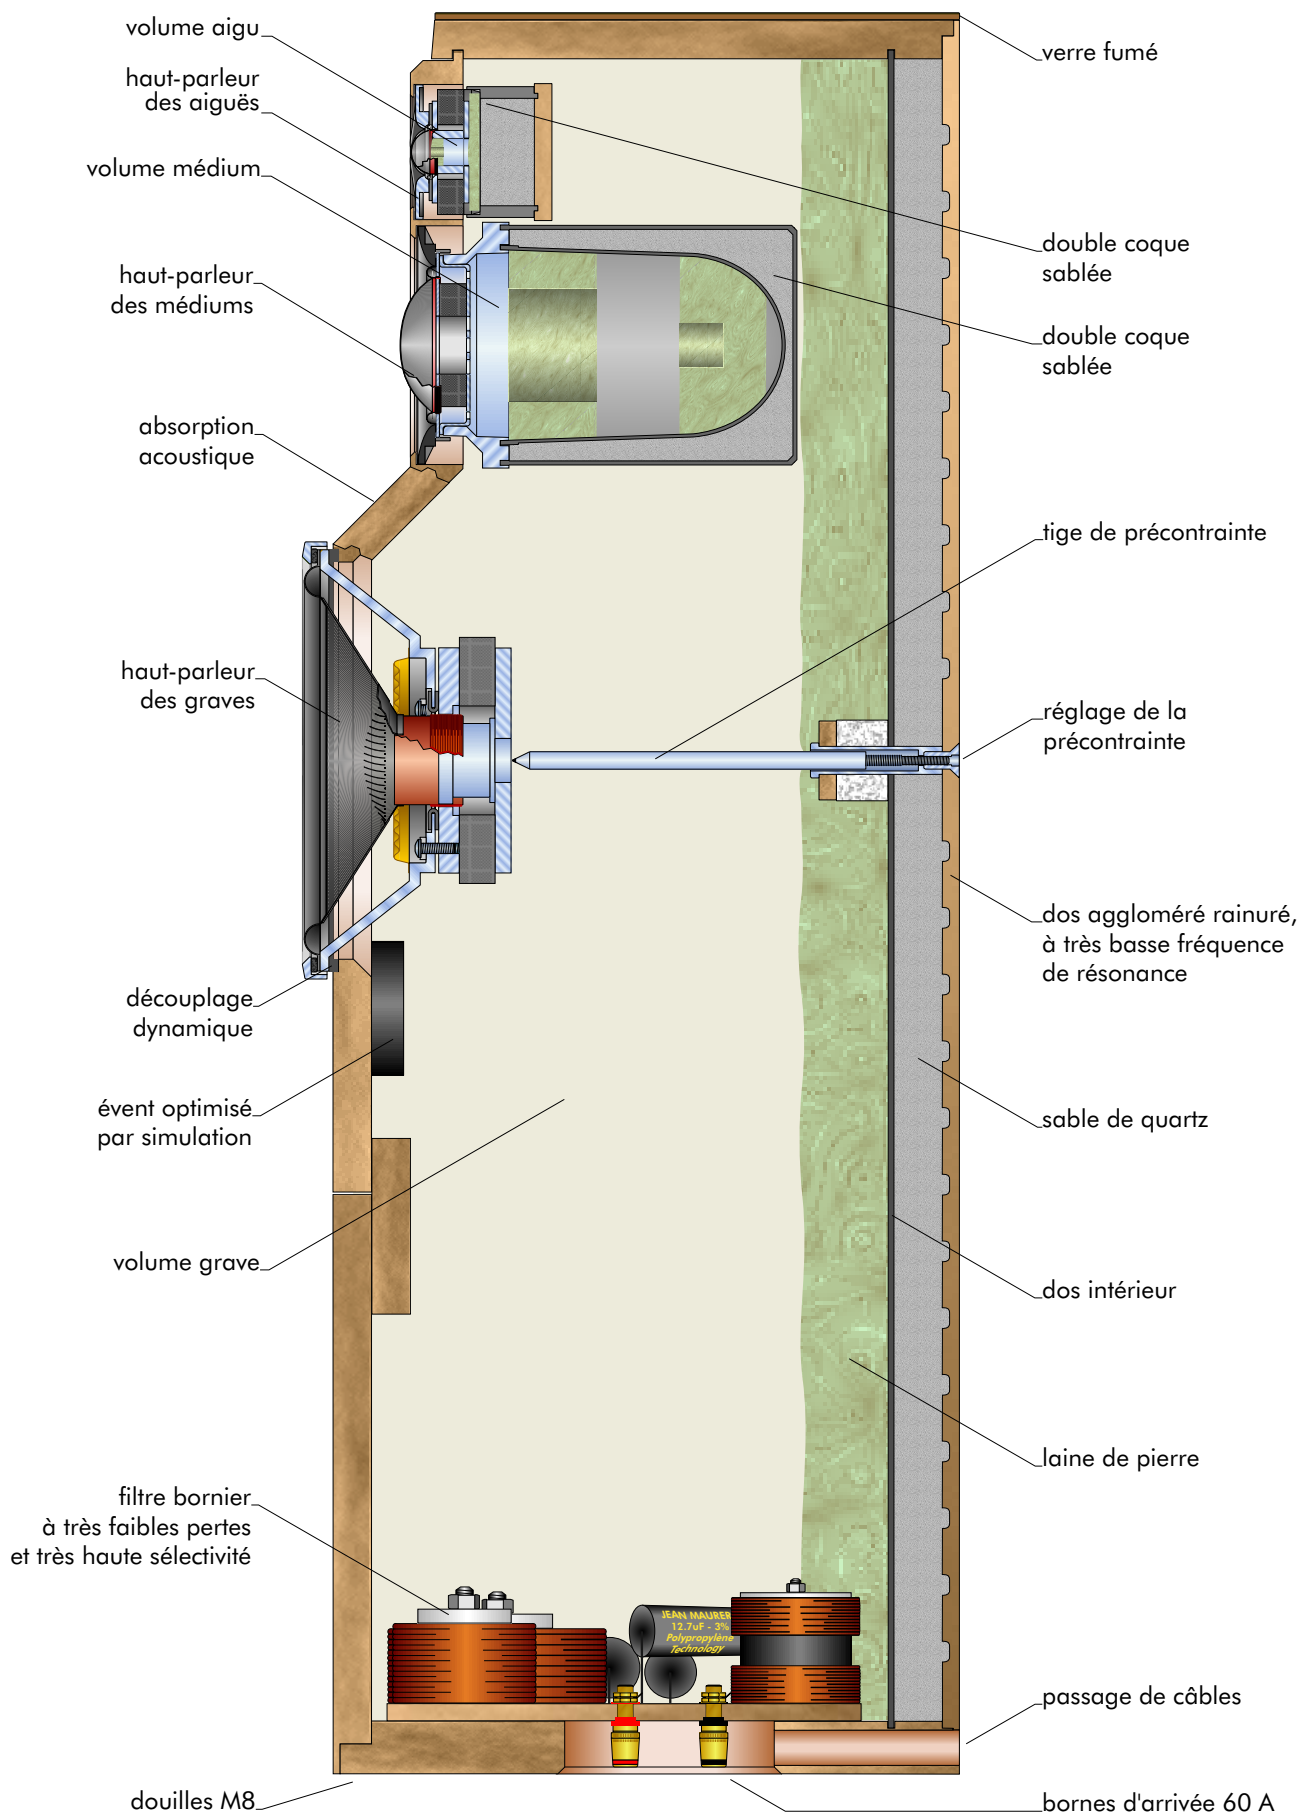 volume aigu
haut-parleur
des aiguës
volume médium
haut-parleur
des médiums
absorption
acoustique
haut-parleur
des graves
découplage
dynamique
évent optimisé
par simulation
volume grave
filtre bornier
à très faibles pertes
et très haute sélectivité
douilles M8
verre fumé
double coque
sablée
double coque
sablée
tige de précontrainte
réglage de la
précontrainte
dos aggloméré rainuré,
à très basse fréquence
de résonance
sable de quartz
dos intérieur
laine de pierre
passage de câbles
bornes d'arrivée 60 A
JEAN MAURER
12.7uF - 3%
Polypropylène
Technology